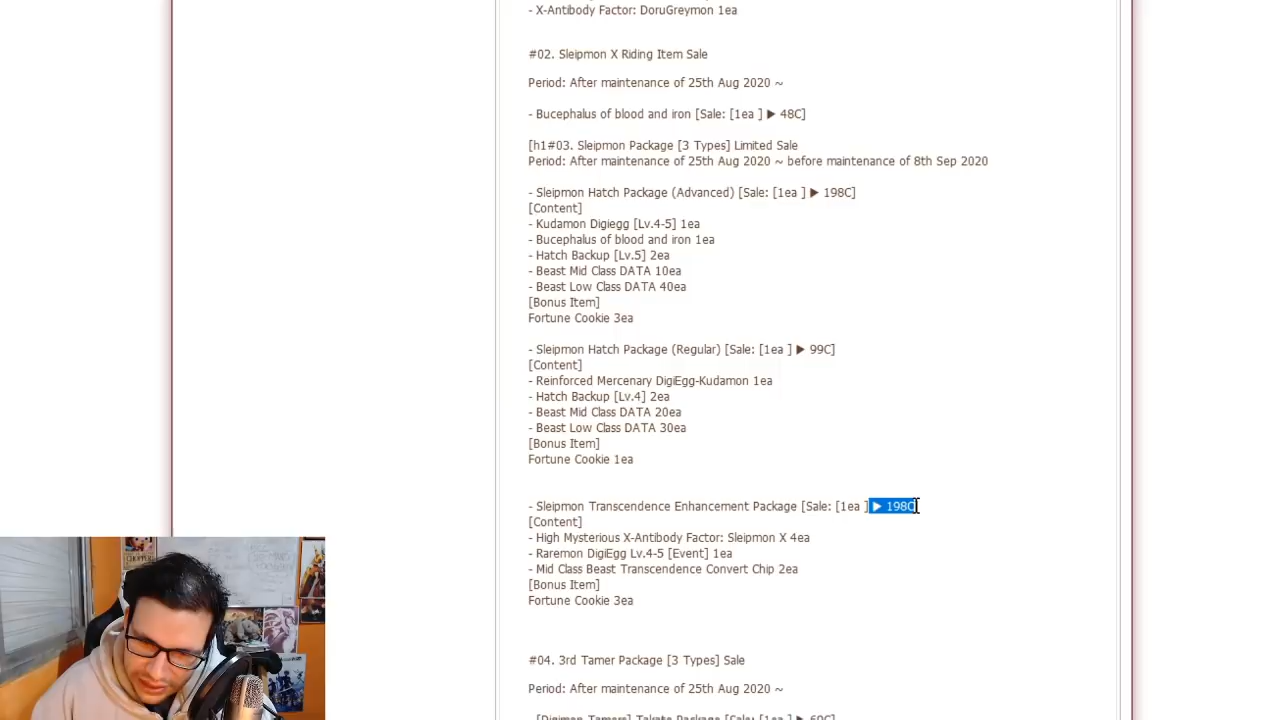 - X-Antibody Factor: DoruGreymon 1ea
#02. Sleipmon X Riding Item Sale
Period: After maintenance of 25th Aug 2020 ~
- Bucephalus of blood and iron [Sale: [1ea ] ▶ 48C]
[h1#03. Sleipmon Package [3 Types] Limited Sale
Period: After maintenance of 25th Aug 2020 ~ before maintenance of 8th Sep 2020
- Sleipmon Hatch Package (Advanced) [Sale: [1ea ] ▶ 198C]
[Content]
- Kudamon Digiegg [Lv.4-5] 1ea
- Bucephalus of blood and iron 1ea
- Hatch Backup [Lv.5] 2ea
- Beast Mid Class DATA 10ea
- Beast Low Class DATA 40ea
[Bonus Item]
Fortune Cookie 3ea
- Sleipmon Hatch Package (Regular) [Sale: [1ea ] ▶ 99C]
[Content]
- Reinforced Mercenary DigiEgg-Kudamon 1ea
- Hatch Backup [Lv.4] 2ea
- Beast Mid Class DATA 20ea
- Beast Low Class DATA 30ea
[Bonus Item]
Fortune Cookie 1ea
- Sleipmon Transcendence Enhancement Package [Sale: [1ea ] ▶ 198C
[Content]
- High Mysterious X-Antibody Factor: Sleipmon X 4ea
- Raremon DigiEgg Lv.4-5 [Event] 1ea
- Mid Class Beast Transcendence Convert Chip 2ea
[Bonus Item]
Fortune Cookie 3ea
#04. 3rd Tamer Package [3 Types] Sale
Period: After maintenance of 25th Aug 2020 ~
- [Digimon Tamers] Takato Package [Sale: [1ea ] ▶ 69C]